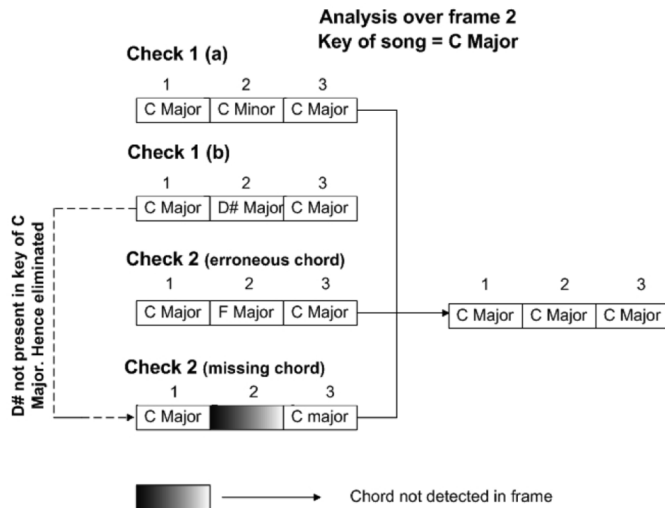 Analysis over frame 2
Key of song = C Major
Check 1 (a)
1 2 3
C Major C Minor C Major
Check 1 (b)
1 2 3
C Major D# Major C Major
Check 2 (erroneous chord)
1 2 3
C Major F Major C Major
1 2 3
C Major C Major C Major
Check 2 (missing chord)
1 2 3
C Major C major
D# not present in key of C
Major. Hence eliminated
Chord not detected in frame